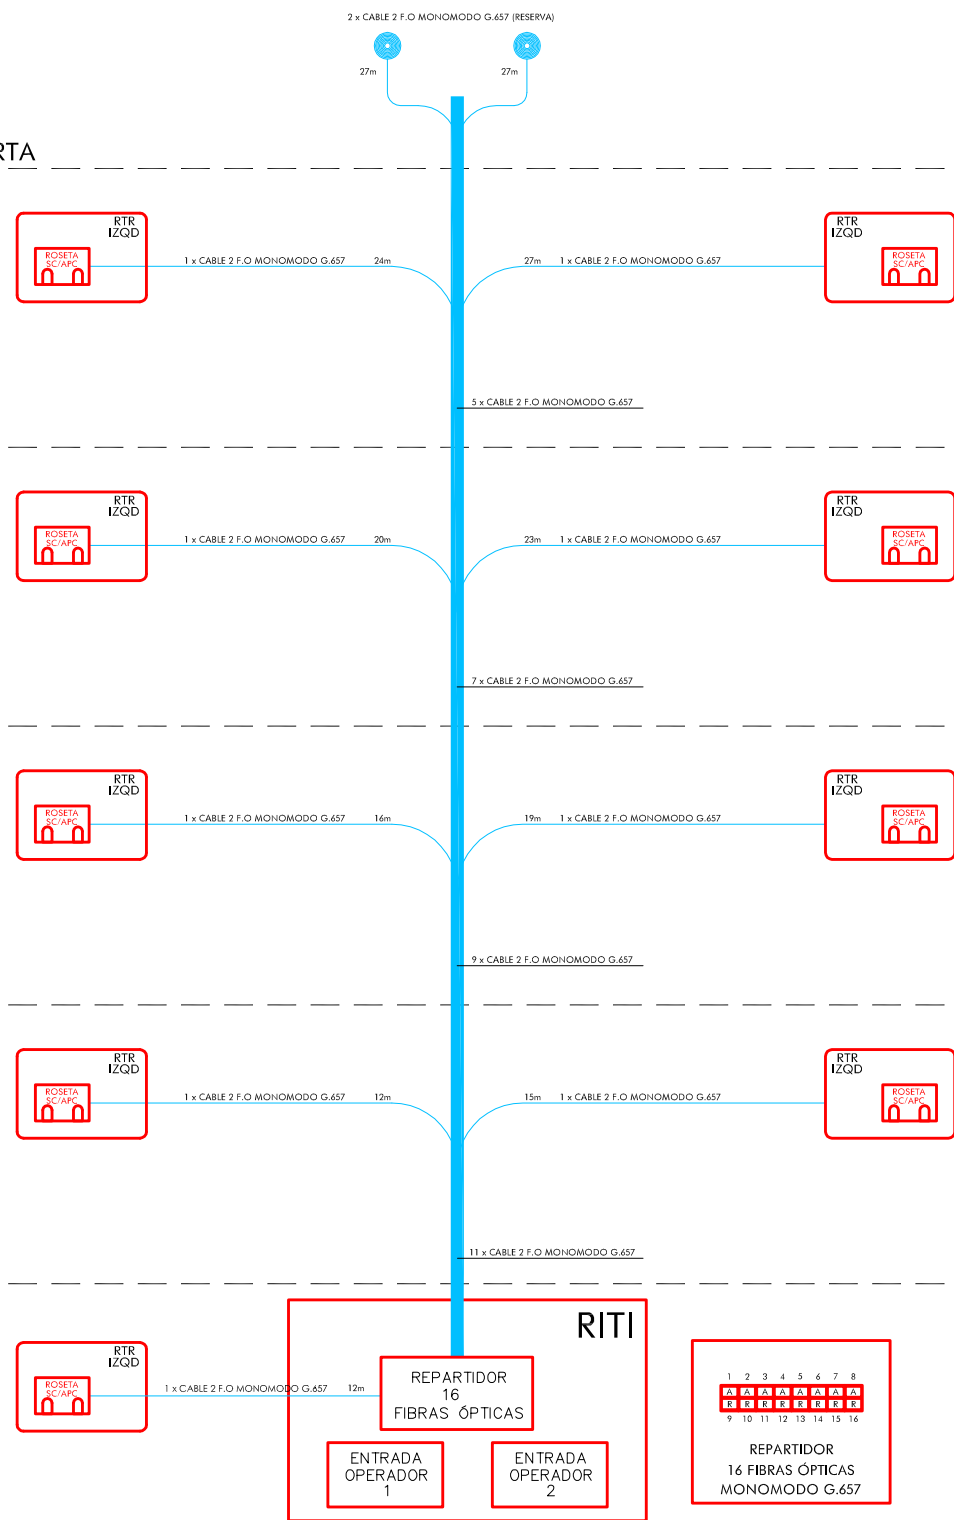 2 x CABLE 2 F.O MONOMODO G.657 (RESERVA)
27m
27m
RTA
RTR
IZQD
ROSETA
SC/APC
1 x CABLE 2 F.O MONOMODO G.657
24m
27m
1 x CABLE 2 F.O MONOMODO G.657
RTR
IZQD
ROSETA
SC/APC
5 x CABLE 2 F.O MONOMODO G.657
RTR
IZQD
ROSETA
SC/APC
1 x CABLE 2 F.O MONOMODO G.657
20m
23m
1 x CABLE 2 F.O MONOMODO G.657
RTR
IZQD
ROSETA
SC/APC
7 x CABLE 2 F.O MONOMODO G.657
RTR
IZQD
ROSETA
SC/APC
1 x CABLE 2 F.O MONOMODO G.657
16m
19m
1 x CABLE 2 F.O MONOMODO G.657
RTR
IZQD
ROSETA
SC/APC
9 x CABLE 2 F.O MONOMODO G.657
RTR
IZQD
ROSETA
SC/APC
1 x CABLE 2 F.O MONOMODO G.657
12m
15m
1 x CABLE 2 F.O MONOMODO G.657
RTR
IZQD
ROSETA
SC/APC
11 x CABLE 2 F.O MONOMODO G.657
RTR
IZQD
ROSETA
SC/APC
1 x CABLE 2 F.O MONOMODO G.657
12m
RITI
REPARTIDOR
16
FIBRAS ÓPTICAS
ENTRADA
OPERADOR
1
ENTRADA
OPERADOR
2
1 2 3 4 5 6 7 8
A A A A A A A A
R R R R R R R R
9 10 11 12 13 14 15 16
REPARTIDOR
16 FIBRAS ÓPTICAS
MONOMODO G.657